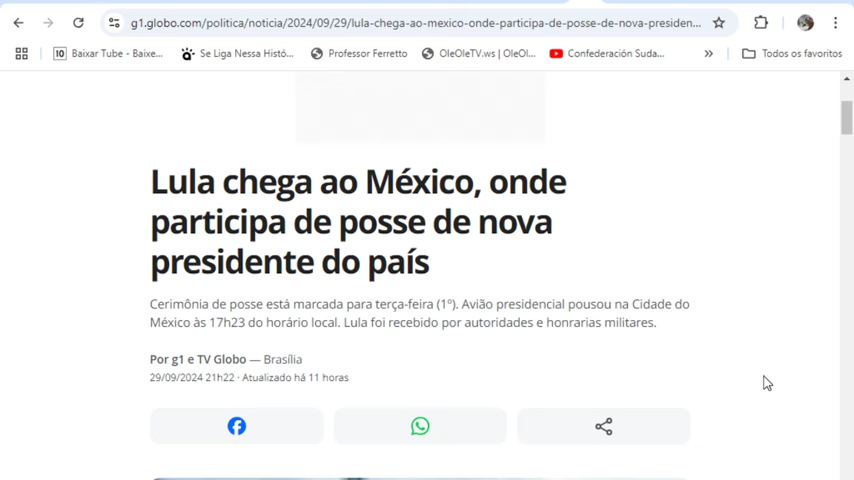 g1.globo.com/politica/noticia/2024/09/29/lula-chega-ao-mexico-onde-participa-de-posse-de-nova-presiden...
10 Baixar Tube - Baixe... Se Liga Nessa Histó... Professor Ferretto OleOleTV.ws | OleOl... Confederación Suda... » Todos os favoritos
Lula chega ao México, onde
participa de posse de nova
presidente do país
Cerimônia de posse está marcada para terça-feira (1º). Avião presidencial pousou na Cidade do
México às 17h23 do horário local. Lula foi recebido por autoridades e honrarias militares.
Por g1 e TV Globo — Brasília
29/09/2024 21h22 · Atualizado há 11 horas